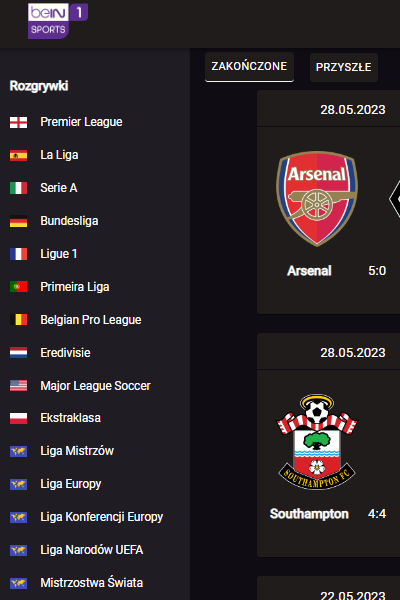 beIN 1
SPORTS
ZAKOŃCZONE
PRZYSZŁE
Rozgrywki
Premier League
La Liga
Serie A
Bundesliga
Ligue 1
Primeira Liga
Belgian Pro League
Eredivisie
Major League Soccer
Ekstraklasa
Liga Mistrzów
Liga Europy
Liga Konferencji Europy
Liga Narodów UEFA
Mistrzostwa Świata
28.05.2023
Arsenal
Arsenal 5:0
28.05.2023
SOUTHAMPTON FC
Southampton 4:4
22.05.2023